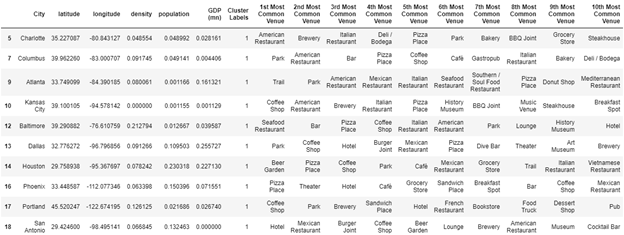 City latitude longitude density population GDP (mn) Cluster Labels 1st Most Common Venue 2nd Most Common Venue 3rd Most Common Venue 4th Most Common Venue 5th Most Common Venue 6th Most Common Venue 7th Most Common Venue 8th Most Common Venue 9th Most Common Venue 10th Most Common Venue
5 Charlotte 35.227087 -80.843127 0.048554 0.048992 0.028161 1 American Restaurant Brewery Italian Restaurant Deli / Bodega Pizza Place Park Bakery BBQ Joint Grocery Store Steakhouse
7 Columbus 39.962260 -83.000707 0.091745 0.049141 0.004406 1 Park American Restaurant Bar Pizza Place Coffee Shop Café Gastropub Italian Restaurant Bakery Deli / Bodega
9 Atlanta 33.749099 -84.390185 0.080061 0.001166 0.161321 1 Trail Park American Restaurant Mexican Restaurant Italian Restaurant Seafood Restaurant Southern / Soul Food Restaurant Pizza Place Donut Shop Mediterranean Restaurant
10 Kansas City 39.100105 -94.578142 0.000000 0.001155 0.001129 1 Coffee Shop American Restaurant Brewery Italian Restaurant Pizza Place History Museum BBQ Joint Music Venue Steakhouse Breakfast Spot
12 Baltimore 39.290882 -76.610759 0.212794 0.012667 0.039587 1 Seafood Restaurant Bar Pizza Place Coffee Shop Italian Restaurant American Restaurant Park Lounge History Museum Hotel
13 Dallas 32.776272 -96.796856 0.091266 0.109503 0.255727 1 Park Coffee Shop Hotel Burger Joint Mexican Restaurant Pizza Place Dive Bar Theater Art Museum Brewery
14 Houston 29.758938 -95.367697 0.078242 0.230318 0.227130 1 Beer Garden Pizza Place Coffee Shop Park Café Mexican Restaurant Grocery Store Trail Italian Restaurant Vietnamese Restaurant
16 Phoenix 33.448587 -112.077346 0.063398 0.150396 0.071551 1 Pizza Place Theater Hotel Café Grocery Store Sandwich Place Breakfast Spot Bar Coffee Shop Mexican Restaurant
17 Portland 45.520247 -122.674195 0.126125 0.021686 0.026740 1 Coffee Shop Park Brewery Sandwich Place Hotel French Restaurant Bookstore Food Truck Dessert Shop Pub
18 San Antonio 29.424600 -98.495141 0.066845 0.132463 0.000000 1 Hotel Mexican Restaurant Burger Joint Coffee Shop Beer Garden Lounge Brewery American Restaurant Museum Cocktail Bar